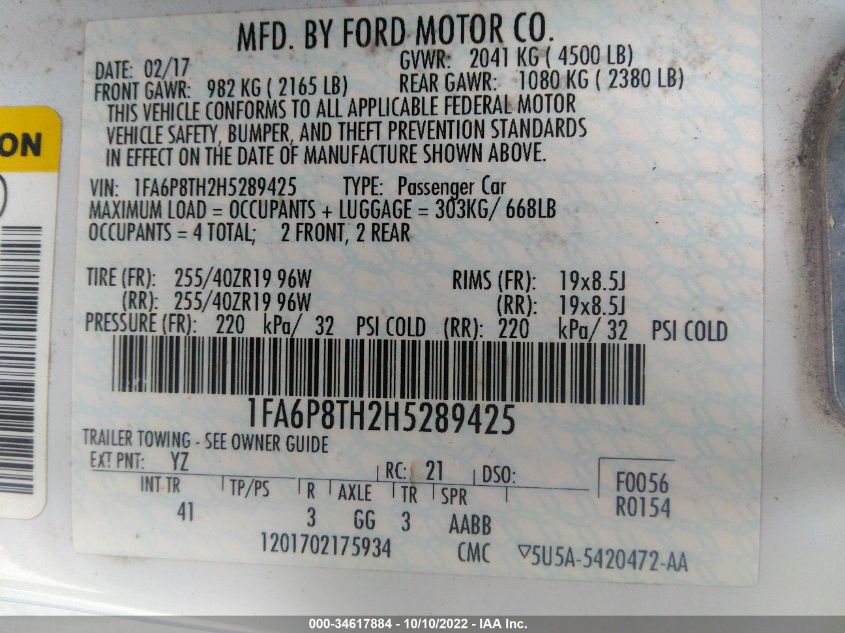 MFD. BY FORD MOTOR CO.
DATE: 02/17 GVWR: 2041 KG ( 4500 LB)
FRONT GAWR: 982 KG ( 2165 LB) REAR GAWR: 1080 KG ( 2380 LB)
THIS VEHICLE CONFORMS TO ALL APPLICABLE FEDERAL MOTOR
VEHICLE SAFETY, BUMPER, AND THEFT PREVENTION STANDARDS
IN EFFECT ON THE DATE OF MANUFACTURE SHOWN ABOVE.
ON
VIN: 1FA6P8TH2H5289425 TYPE: Passenger Car
MAXIMUM LOAD = OCCUPANTS + LUGGAGE = 303KG/ 668LB
OCCUPANTS = 4 TOTAL; 2 FRONT, 2 REAR
TIRE (FR): 255/40ZR19 96W RIMS (FR): 19x8.5J
(RR): 255/40ZR19 96W (RR): 19x8.5J
PRESSURE (FR): 220 kPa/ 32 PSI COLD (RR): 220 kPa/ 32 PSI COLD
1FA6P8TH2H5289425
TRAILER TOWING - SEE OWNER GUIDE
EXT PNT: YZ RC: 21 DSO: F0056
INT TR TP/PS R AXLE TR SPR R0154
41 3 GG 3 AABB
1201702175934 CMC ▽5U5A-5420472-AA
000-34617884 - 10/10/2022 - IAA Inc.